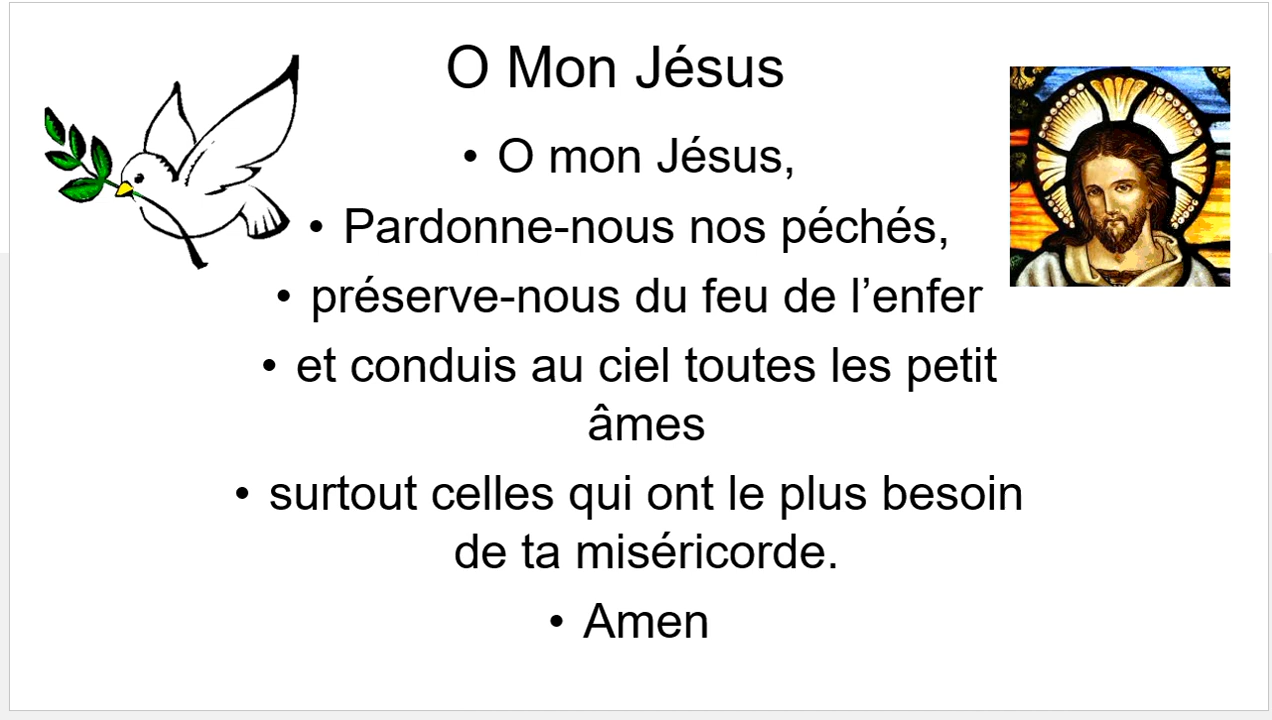 O Mon Jésus
• O mon Jésus,
• Pardonne-nous nos péchés,
• préserve-nous du feu de l’enfer
• et conduis au ciel toutes les petit
âmes
• surtout celles qui ont le plus besoin
de ta miséricorde.
• Amen